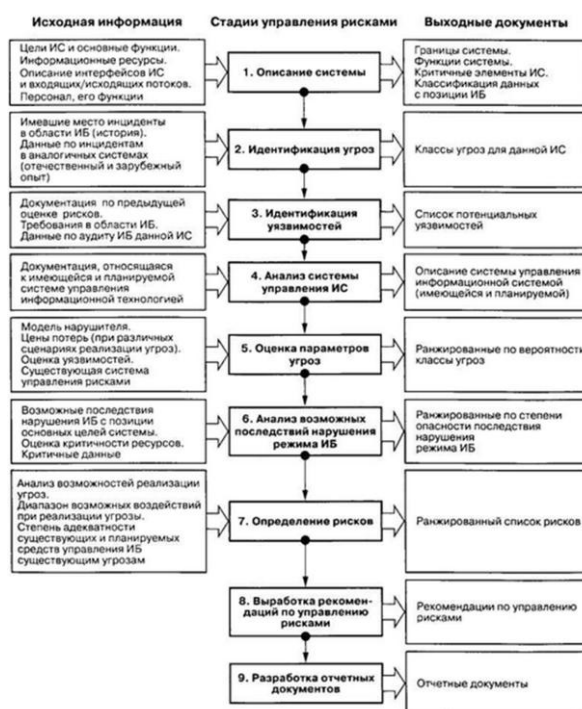 Исходная информация
Стадии управления рисками
Выходные документы
Цели ИС и основные функции.
Информационные ресурсы.
Описание интерфейсов ИС
и входящих/исходящих потоков.
Персонал, его функции
1. Описание системы
Границы системы.
Функции системы.
Критичные элементы ИС.
Классификация данных
с позиции ИБ
Имевшие место инциденты
в области ИБ (история).
Данные по инцидентам
в аналогичных системах
(отечественный и зарубежный
опыт)
2. Идентификация угроз
Классы угроз для данной ИС
Документация по предыдущей
оценке рисков.
Требования в области ИБ.
Данные по аудиту ИБ данной ИС
3. Идентификация
уязвимостей
Список потенциальных
уязвимостей
Документация, относящаяся
к имеющейся и планируемой
системе управления
информационной технологией
4. Анализ системы
управления ИС
Описание системы управления
информационной системой
(имеющейся и планируемой)
Модель нарушителя.
Цены потерь (при различных
сценариях реализации угроз).
Оценка уязвимостей.
Существующая система
управления рисками
5. Оценка параметров
угроз
Ранжированные по вероятности
классы угроз
Возможные последствия
нарушения ИБ с позиции
основных целей системы.
Оценка критичности ресурсов.
Критичные данные
6. Анализ возможных
последствий нарушения
режима ИБ
Ранжированные по степени
опасности последствия
нарушения
режима ИБ
Анализ возможностей реализации
угроз.
Диапазон возможных воздействий
при реализации угрозы.
Степень адекватности
существующих и планируемых
средств управления ИБ
существующим угрозам
7. Определение рисков
Ранжированный список рисков
8. Выработка рекомен-
даций по управлению
рисками
Рекомендации по управлению
рисками
9. Разработка отчетных
документов
Отчетные документы